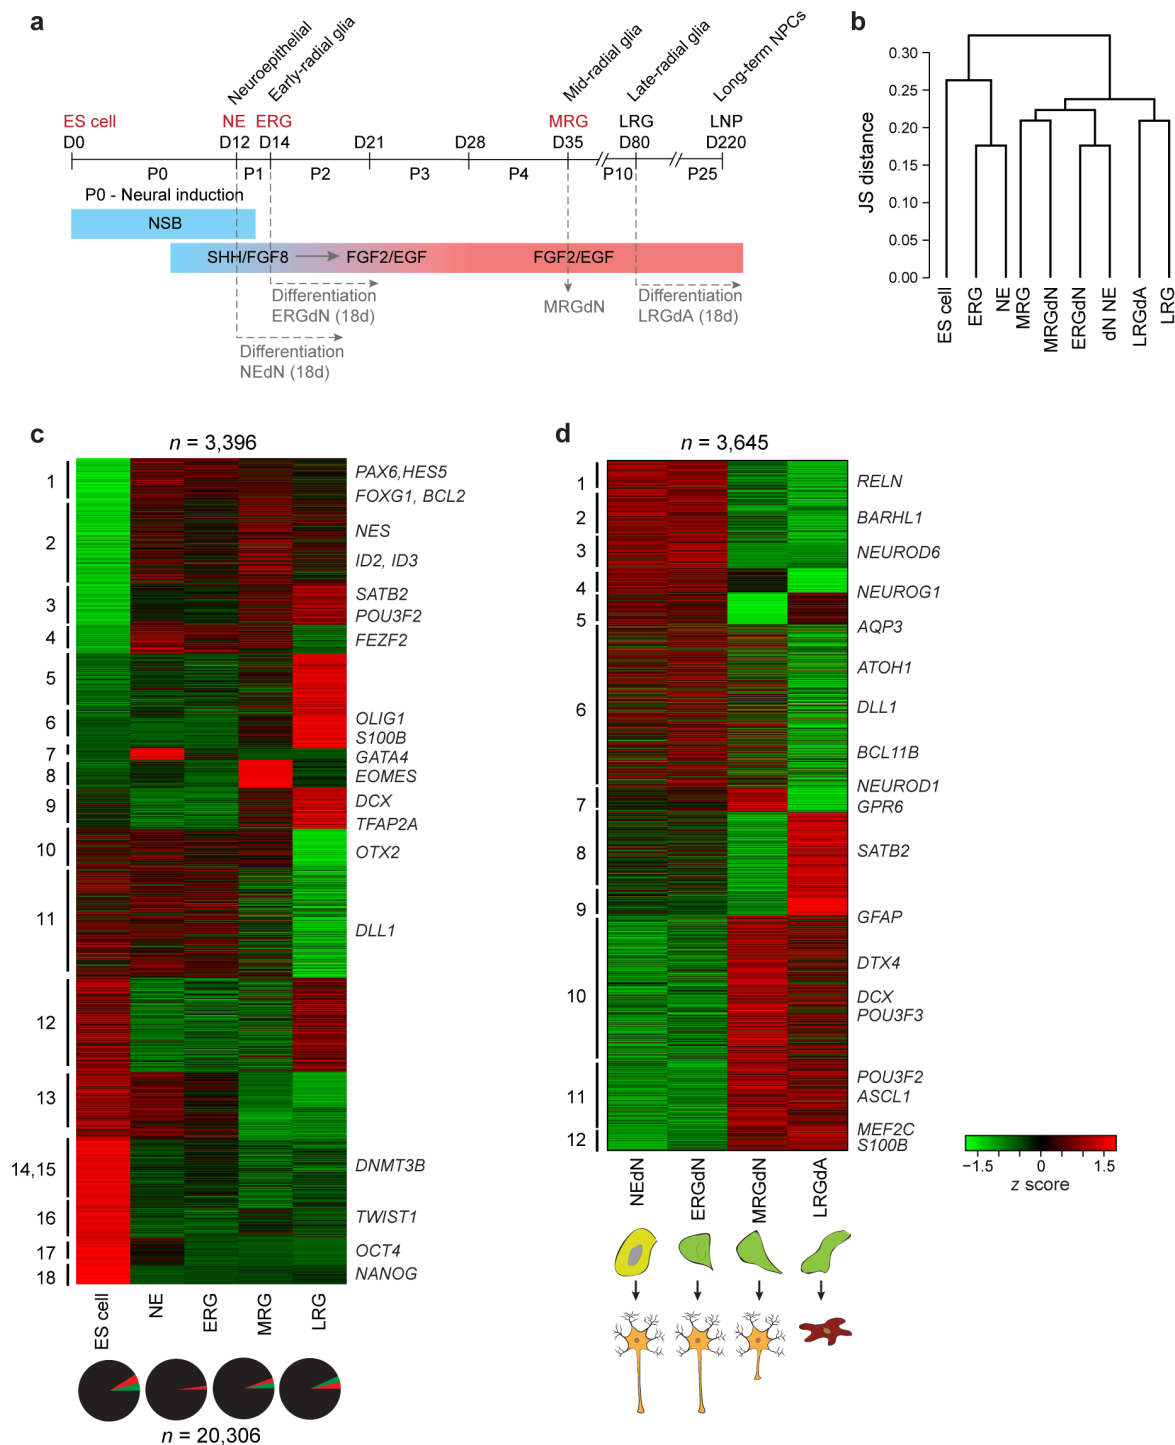 a
Neuroepithelial
Early-radial glia
Mid-radial glia
Late-radial glia
Long-term NPCs
ES cell NE ERG MRG LRG LNP
D0 D12 D14 D21 D28 D35 D80 D220
P0 P1 P2 P3 P4 P10 P25
P0 - Neural induction
NSB
SHH/FGF8 FGF2/EGF FGF2/EGF
Differentiation
ERGdN (18d)
MRGdN
Differentiation
LRGdA (18d)
Differentiation
NEdN (18d)
b
JS distance
0.30
0.25
0.20
0.15
0.10
0.05
0.00
ES cell
ERG
NE
MRG
MRGdN
ERGdN
dN NE
LRGdA
LRG
c
n = 3,396
1
2
3
4
5
6
7
8
9
10
11
12
13
14,15
16
17
18
PAX6,HES5
FOXG1, BCL2
NES
ID2, ID3
SATB2
POU3F2
FEZF2
OLIG1
S100B
GATA4
EOMES
DCX
TFAP2A
OTX2
DLL1
DNMT3B
TWIST1
OCT4
NANOG
ES cell
NE
ERG
MRG
LRG
n = 20,306
d
n = 3,645
1
2
3
4
5
6
7
8
9
10
11
12
RELN
BARHL1
NEUROD6
NEUROG1
AQP3
ATOH1
DLL1
BCL11B
NEUROD1
GPR6
SATB2
GFAP
DTX4
DCX
POU3F3
POU3F2
ASCL1
MEF2C
S100B
NEdN
ERGdN
MRGdN
LRGdA
−1.5 0 1.5
z score